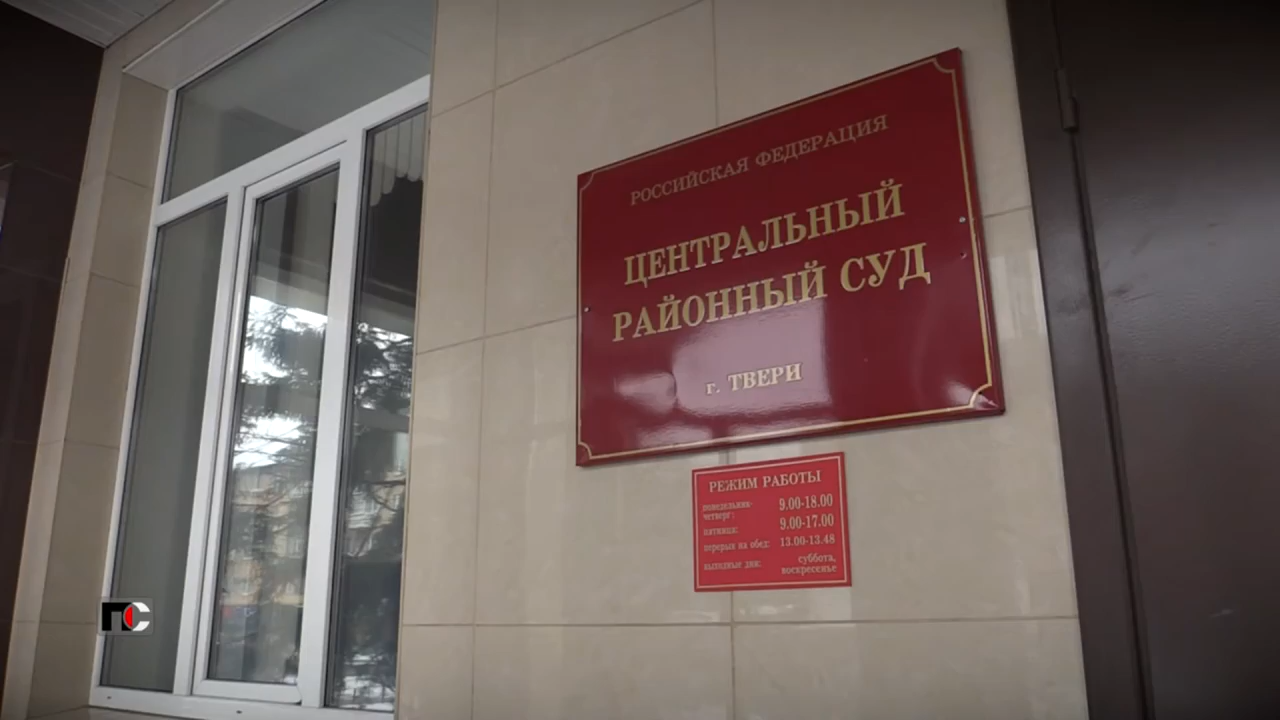 РОССИЙСКАЯ ФЕДЕРАЦИЯ
ЦЕНТРАЛЬНЫЙ
РАЙОННЫЙ СУД
г. ТВЕРИ
РЕЖИМ РАБОТЫ
понедельник-
четверг: 9.00-18.00
пятница: 9.00-17.00
перерыв на обед: 13.00-13.48
выходные дни: суббота,
воскресенье
ПС